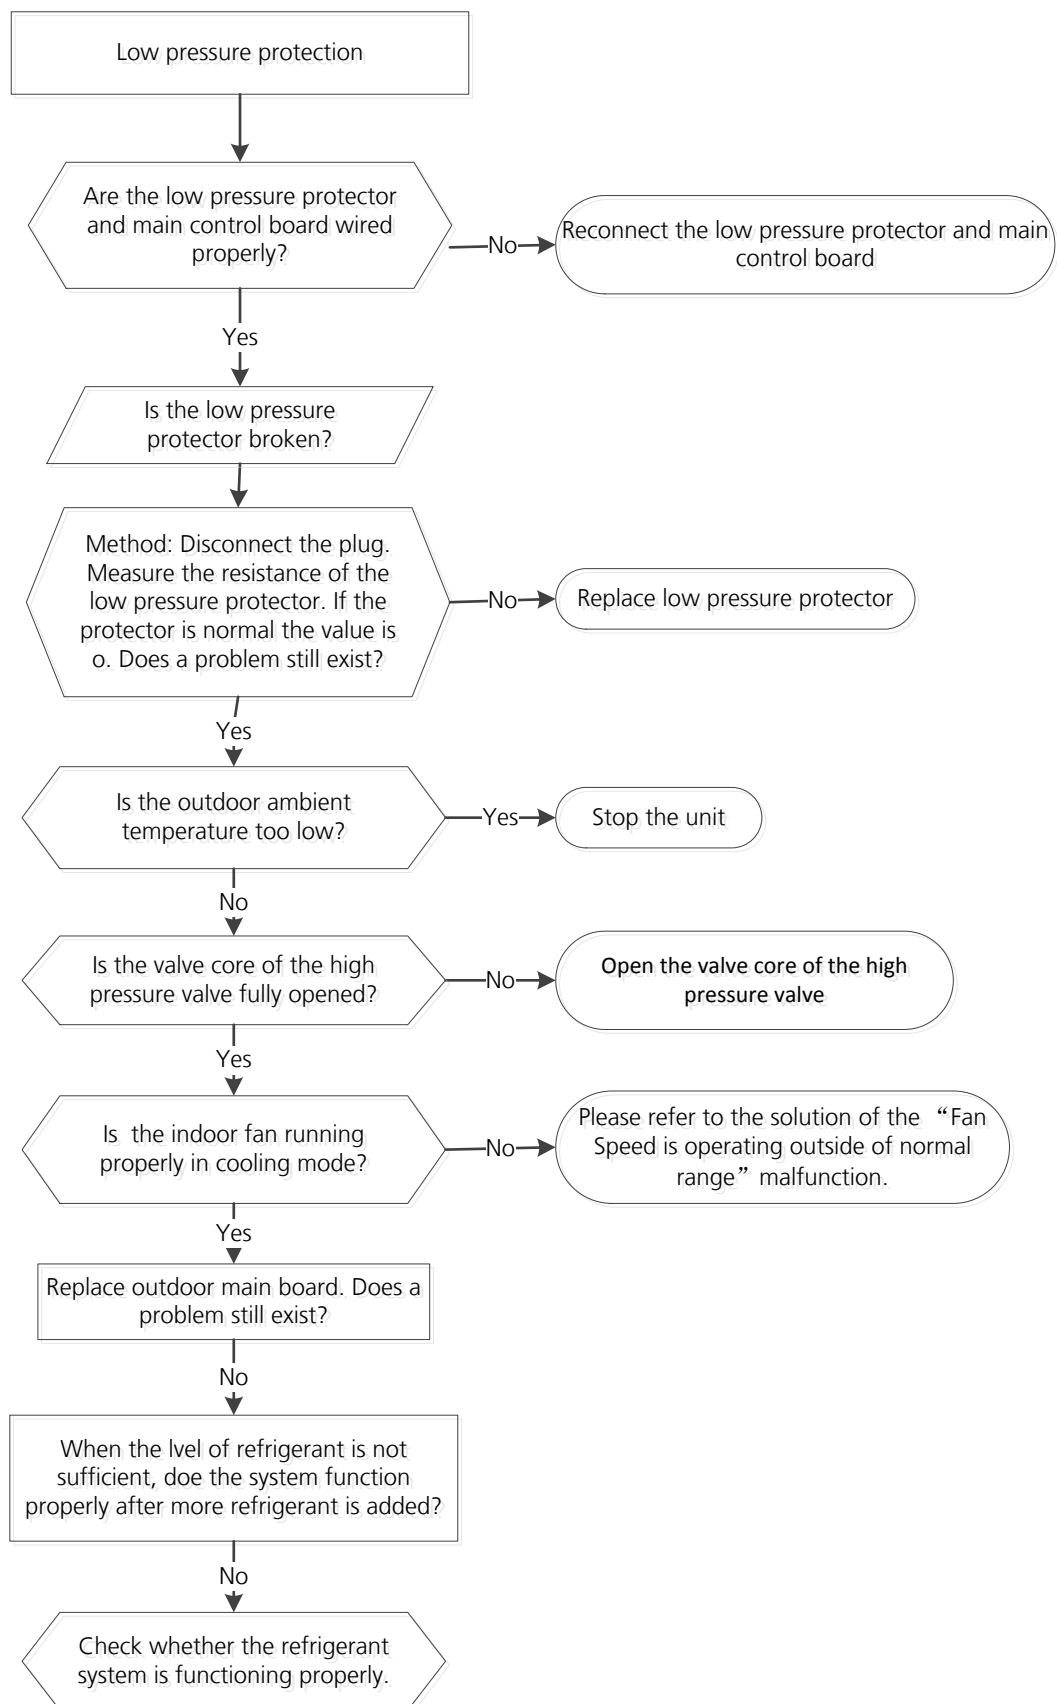 Low pressure protection
Are the low pressure protector
and main control board wired
properly?
No
Reconnect the low pressure protector and main
control board
Yes
Is the low pressure
protector broken?
Method: Disconnect the plug.
Measure the resistance of the
low pressure protector. If the
protector is normal the value is
o. Does a problem still exist?
No
Replace low pressure protector
Yes
Is the outdoor ambient
temperature too low?
Yes
Stop the unit
No
Is the valve core of the high
pressure valve fully opened?
No
Open the valve core of the high
pressure valve
Yes
Is the indoor fan running
properly in cooling mode?
No
Please refer to the solution of the “Fan
Speed is operating outside of normal
range” malfunction.
Yes
Replace outdoor main board. Does a
problem still exist?
No
When the lvel of refrigerant is not
sufficient, doe the system function
properly after more refrigerant is added?
No
Check whether the refrigerant
system is functioning properly.